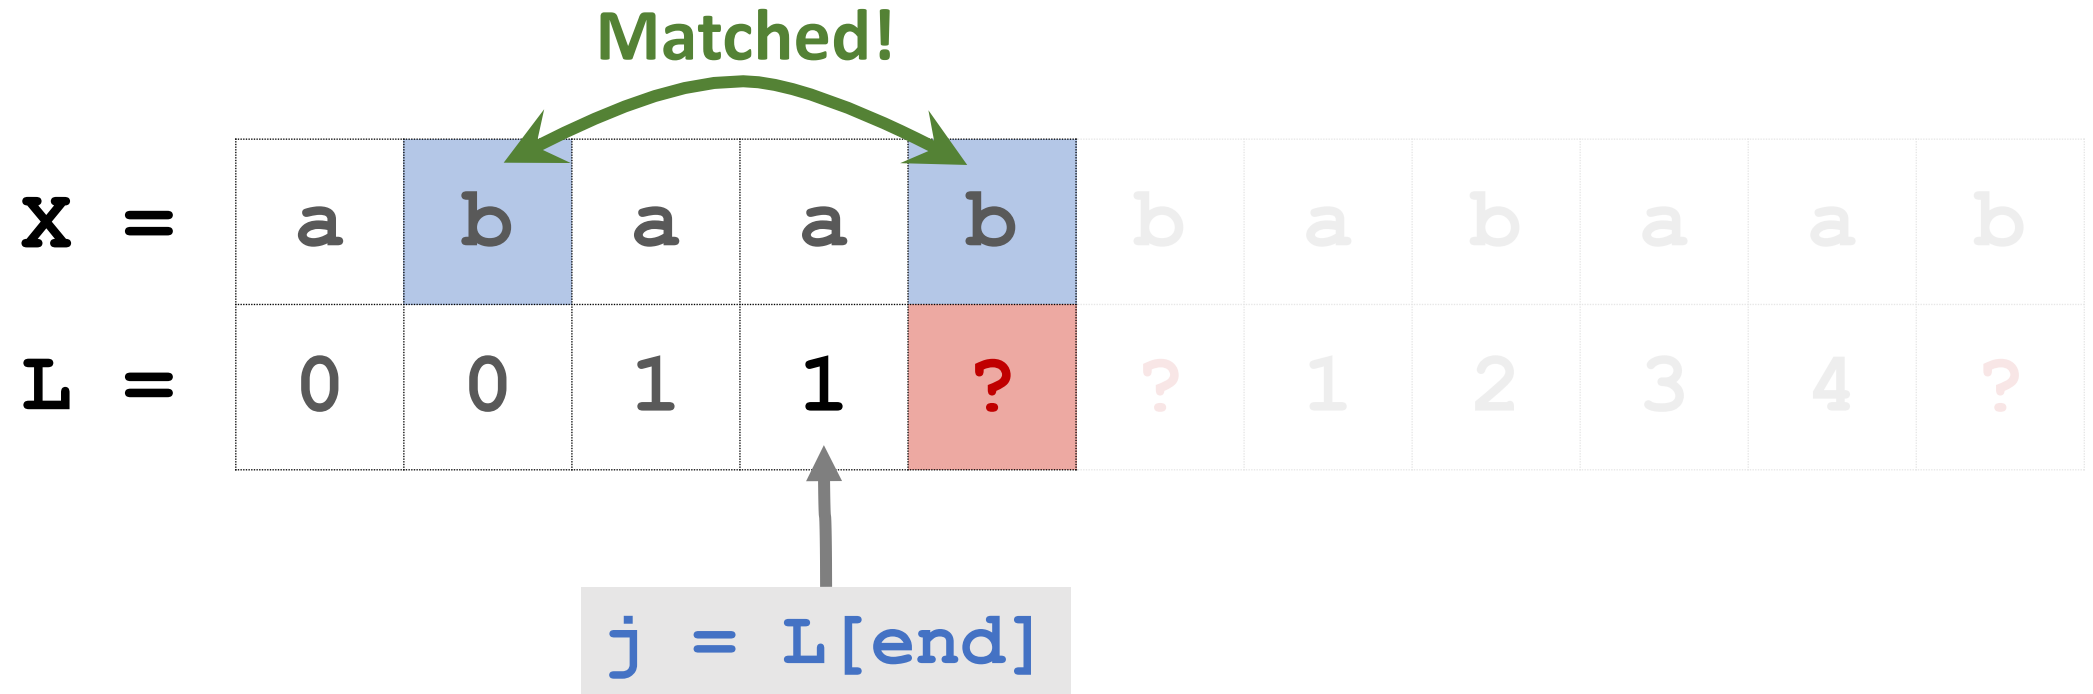 Matched!
X = a b a a b b a b a a b
L = 0 0 1 1 ? ? 1 2 3 4 ?
j = L[end]